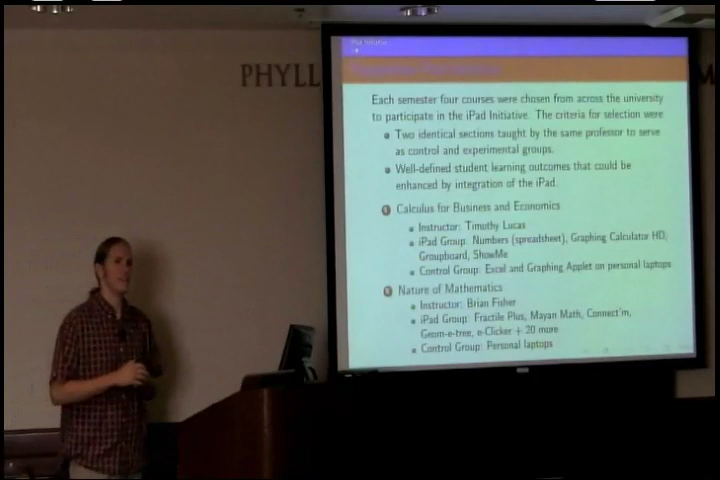 PHYLL
M
Each semester four courses were chosen from across the university
to participate in the iPad Initiative. The criteria for selection were
Two identical sections taught by the same professor to serve
as control and experimental groups.
Well-defined student learning outcomes that could be
enhanced by integration of the iPad.
1 Calculus for Business and Economics
Instructor: Timothy Lucas
iPad Group: Numbers (spreadsheet), Graphing Calculator HD,
Groupboard, ShowMe
Control Group: Excel and Graphing Applet on personal laptops
2 Nature of Mathematics
Instructor: Brian Fisher
iPad Group: Fractile Plus, Mayan Math, Connect'm,
Geom-e-tree, e-Clicker + 20 more
Control Group: Personal laptops